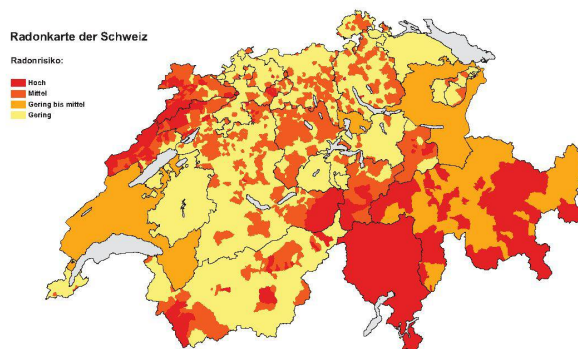 Radonkarte der Schweiz
Radonrisiko:
Hoch
Mittel
Gering bis mittel
Gering